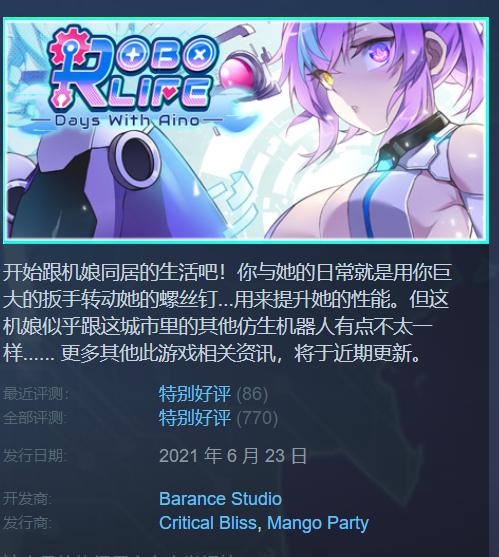 ROBO
LIFE
Days With Aino
开始跟机娘同居的生活吧！你与她的日常就是用你巨
大的扳手转动她的螺丝钉...用来提升她的性能。但这
机娘似乎跟这城市里的其他仿生机器人有点不太一
样...... 更多其他此游戏相关资讯，将于近期更新。
最近评测： 特别好评 (86)
全部评测: 特别好评 (770)
发行日期: 2021 年 6 月 23 日
开发商: Barance Studio
发行商: Critical Bliss, Mango Party